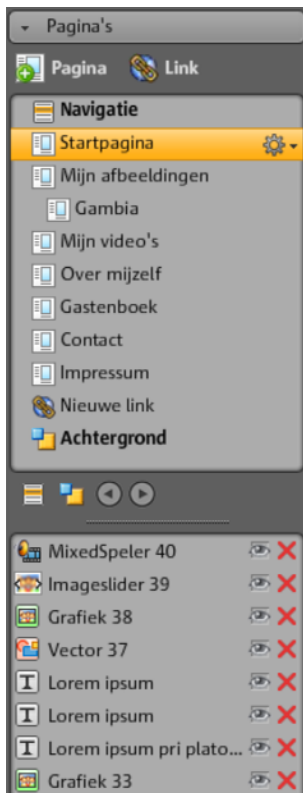 Pagina's
Pagina Link
Navigatie
Startpagina
Mijn afbeeldingen
Gambia
Mijn video's
Over mijzelf
Gastenboek
Contact
Impressum
Nieuwe link
Achtergrond
MixedSpeler 40
Imageslider 39
Grafiek 38
Vector 37
T Lorem ipsum
T Lorem ipsum
T Lorem ipsum pri plato...
Grafiek 33